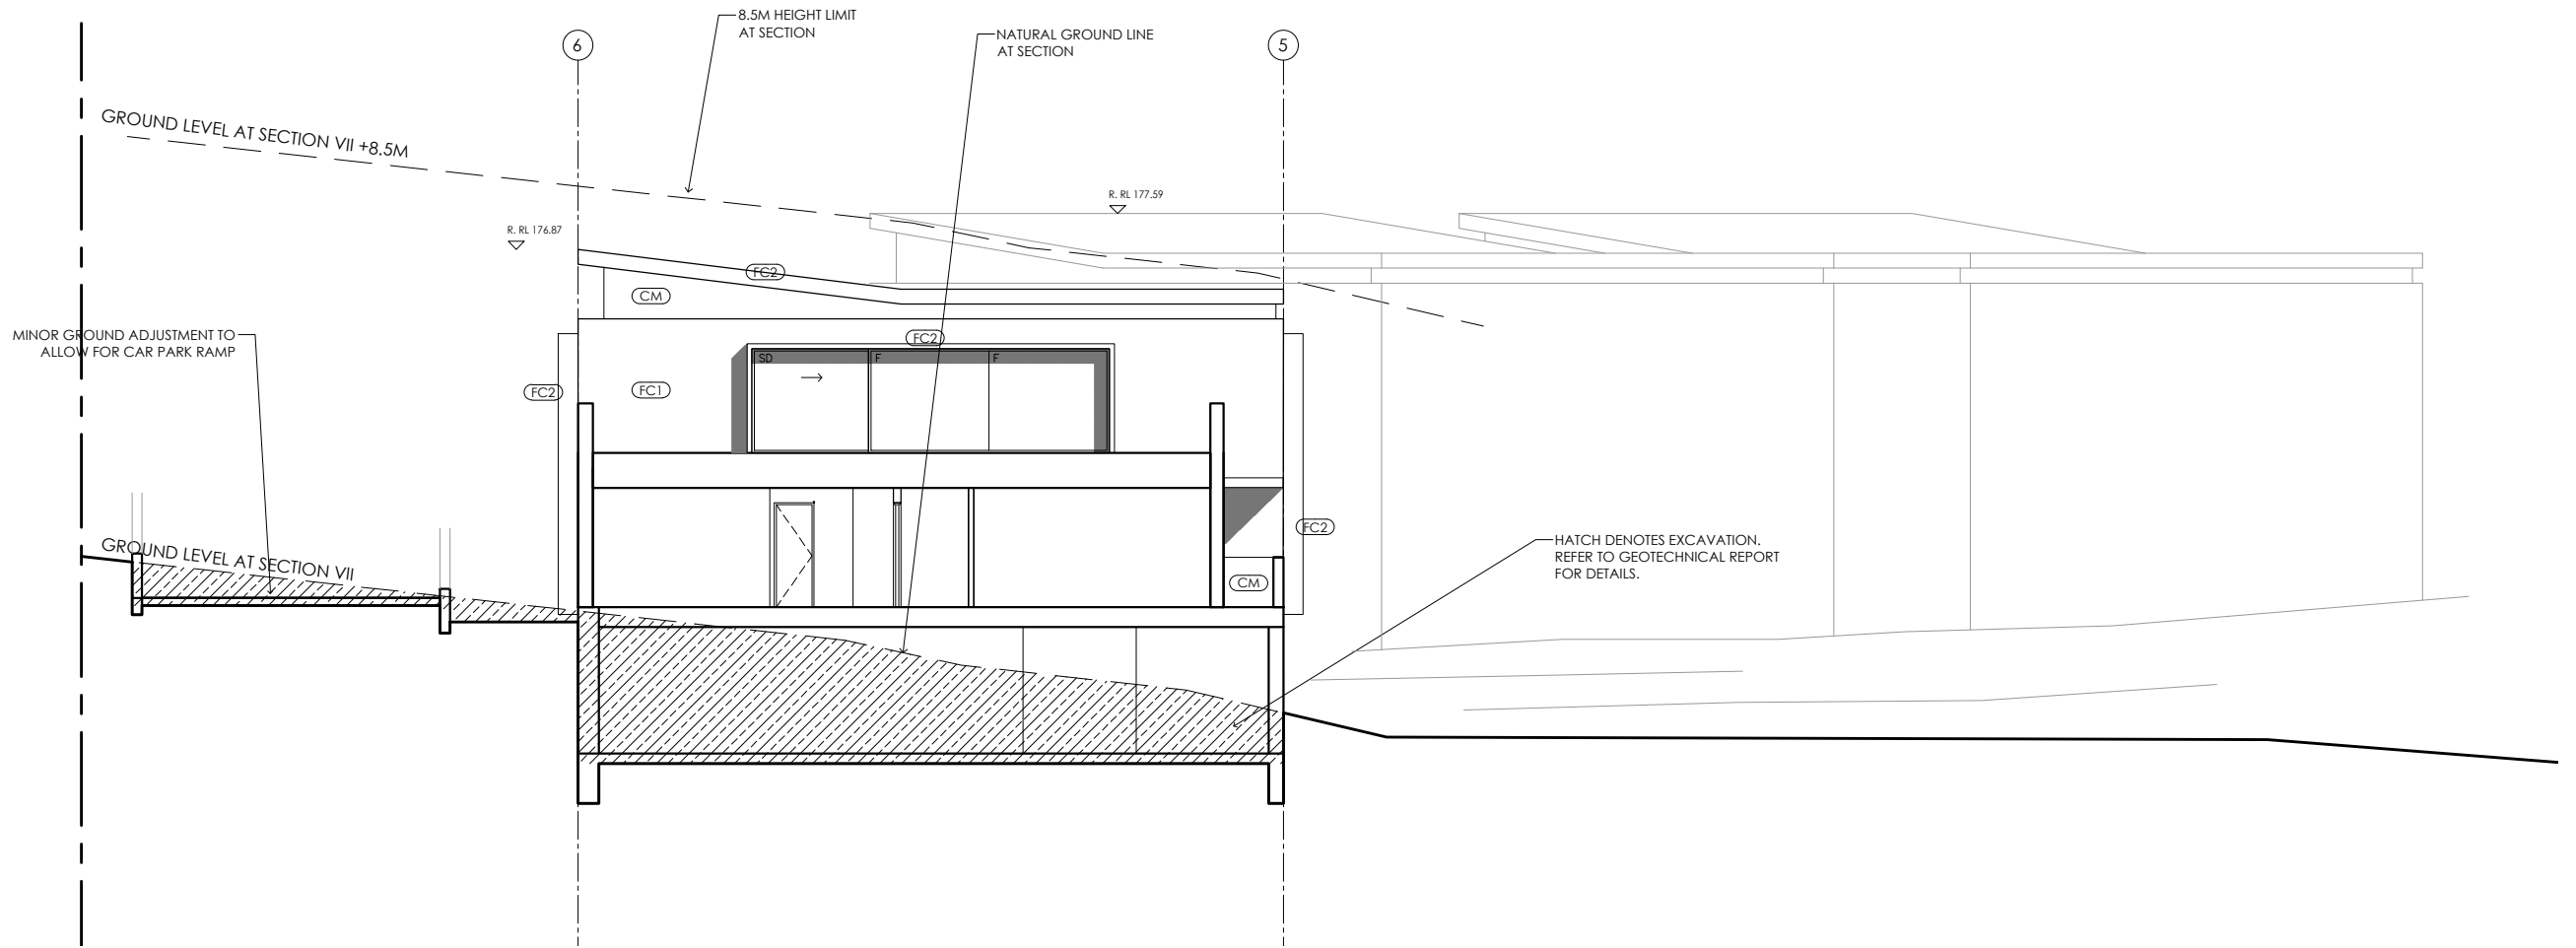 8.5M HEIGHT LIMIT
AT SECTION
6
NATURAL GROUND LINE
AT SECTION
5
GROUND LEVEL AT SECTION VII +8.5M
R. RL 177.59
R. RL 176.87
FC2
CM
MINOR GROUND ADJUSTMENT TO
ALLOW FOR CAR PARK RAMP
FC2
SD
F
F
FC2
FC1
FC2
GROUND LEVEL AT SECTION VII
HATCH DENOTES EXCAVATION.
REFER TO GEOTECHNICAL REPORT
FOR DETAILS.
CM